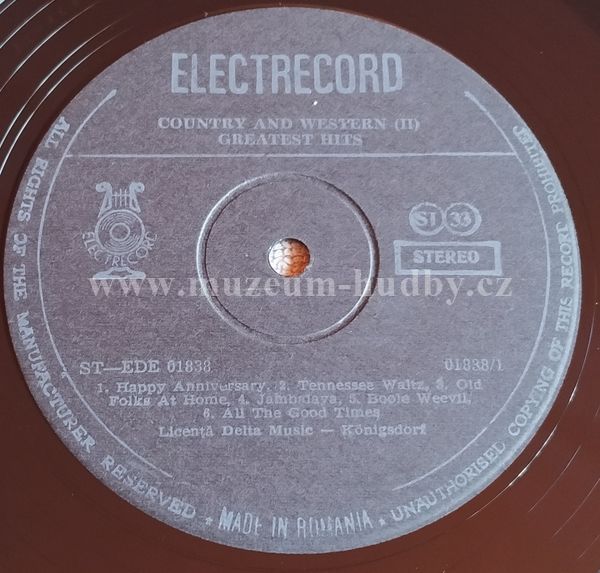 ELECTRECORD
COUNTRY AND WESTERN (II)
GREATEST HITS
ELECTRECORD
SI 33
STEREO
www.muzeum-hudby.cz
ST—EDE 01838 01838/1
1. Happy Anniversary, 2. Tennessee Waltz, 3. Old
Folks At Home, 4. Jambalaya, 5. Boole Weevil,
6. All The Good Times
Licență Delta Music — Königsdorf
ALL RIGHTS OF THE MANUFACTURER RESERVED ★ MADE IN ROMANIA ★ UNAUTHORISED COPYING OF THIS RECORD PROHIBITED